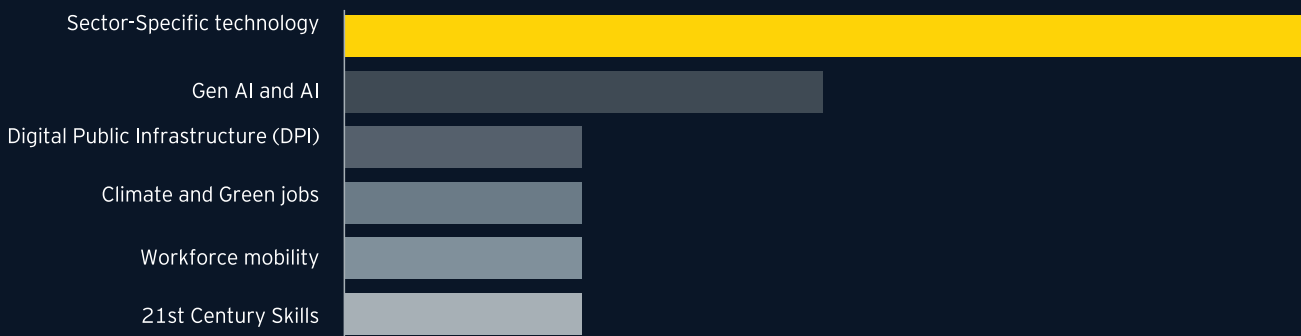 Sector-Specific technology
Gen AI and AI
Digital Public Infrastructure (DPI)
Climate and Green jobs
Workforce mobility
21st Century Skills